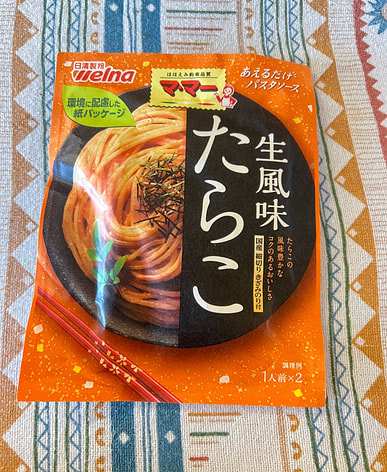 日清製粉
Welna
ほほえみ約束品質
マ・マー
あえるだけ
パスタソース
環境に配慮した
紙パッケージ
生風味
たらこ
たらこの
風味豊かな
コクのあるおいしさ
国産 細切りきざみのり付
調理例
1人前×2